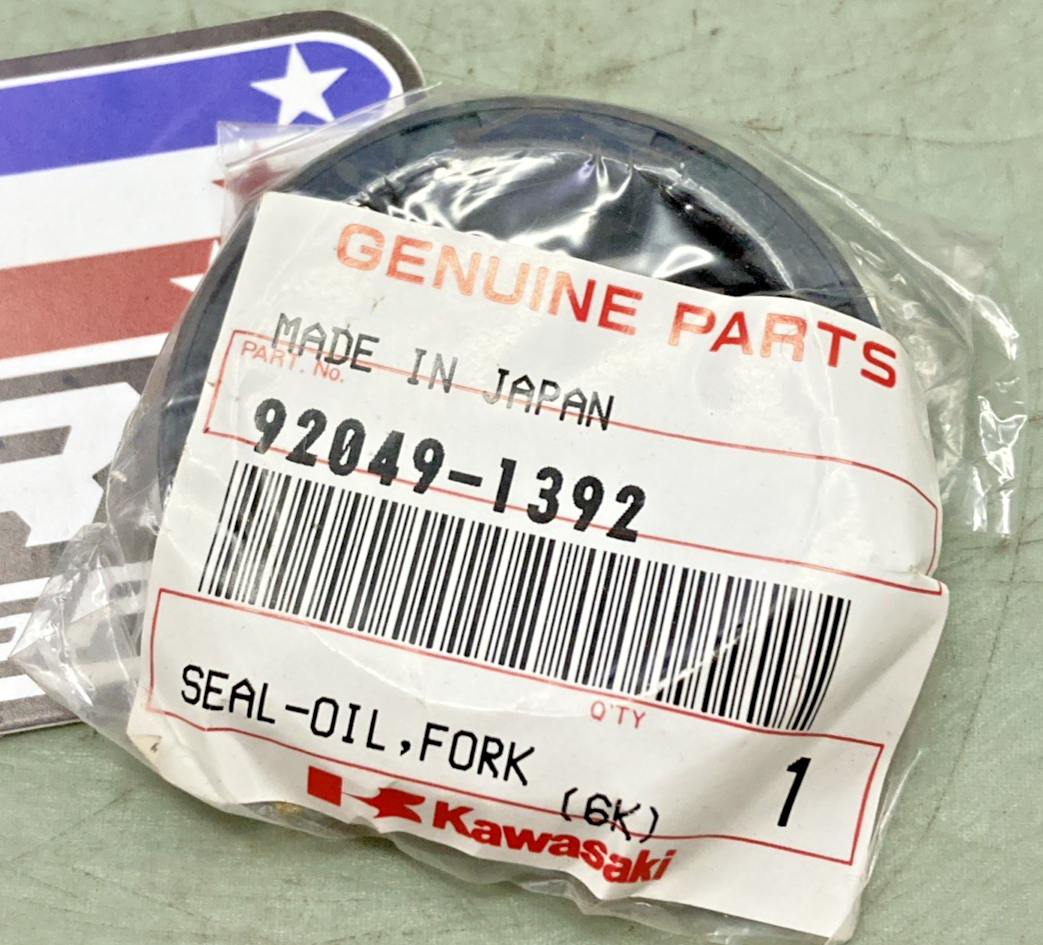 GENUINE PARTS
MADE IN JAPAN
PART. No.
92049-1392
SEAL-OIL,FORK
Q'TY
1
(6K)
Kawasaki